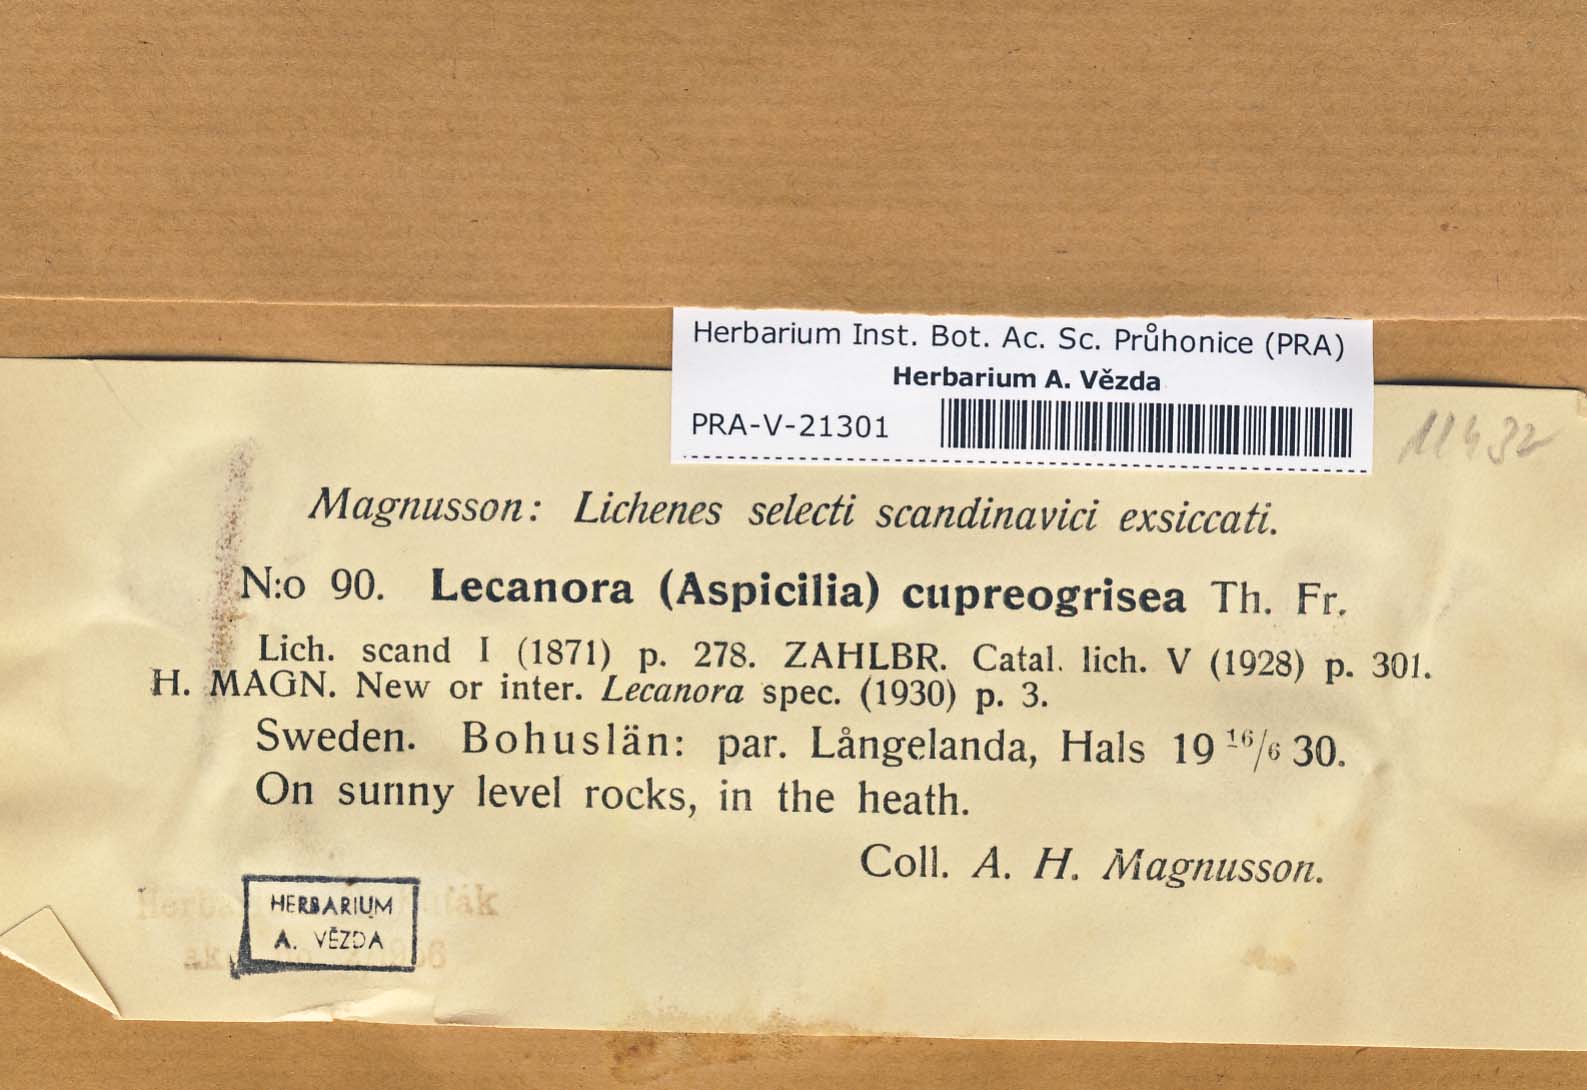 Herbarium Inst. Bot. Ac. Sc. Průhonice (PRA)
Herbarium A. Vězda
PRA-V-21301
11432
Magnusson: Lichenes selecti scandinavici exsiccati.
N:o 90. Lecanora (Aspicilia) cupreogrisea Th. Fr.
Lich. scand I (1871) p. 278. ZAHLBR. Catal. lich. V (1928) p. 301.
H. MAGN. New or inter. Lecanora spec. (1930) p. 3.
Sweden. Bohuslän: par. Långelanda, Hals 19 16/6 30.
On sunny level rocks, in the heath.
Coll. A. H. Magnusson.
HERBARIUM
A. VĚZDA